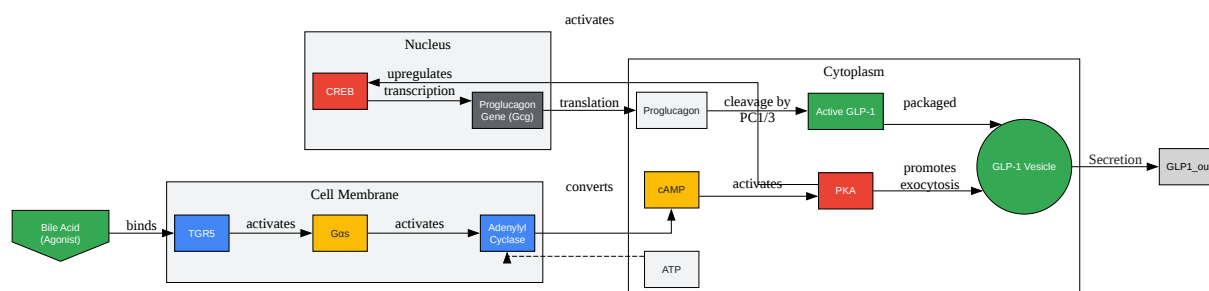 activates
Nucleus
CREB
upregulates
transcription
Proglucagon
Gene (Gcg)
translation
Cytoplasm
Proglucagon
cleavage by
PC1/3
Active GLP-1
packaged
GLP-1 Vesicle
Secretion
GLP1_ou
Cell Membrane
Bile Acid
(Agonist)
binds
TGR5
activates
Gαs
activates
Adenylyl
Cyclase
converts
cAMP
activates
PKA
promotes
exocytosis
ATP